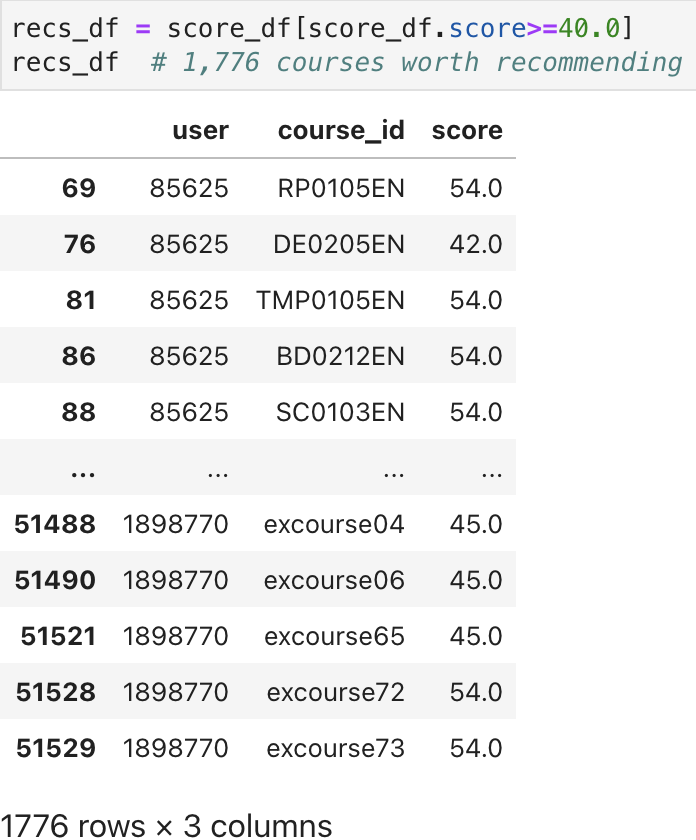 recs_df = score_df[score_df.score>=40.0]
recs_df # 1,776 courses worth recommending
user course_id score
69 85625 RP0105EN 54.0
76 85625 DE0205EN 42.0
81 85625 TMP0105EN 54.0
86 85625 BD0212EN 54.0
88 85625 SC0103EN 54.0
... ... ... ...
51488 1898770 excourse04 45.0
51490 1898770 excourse06 45.0
51521 1898770 excourse65 45.0
51528 1898770 excourse72 54.0
51529 1898770 excourse73 54.0
1776 rows × 3 columns